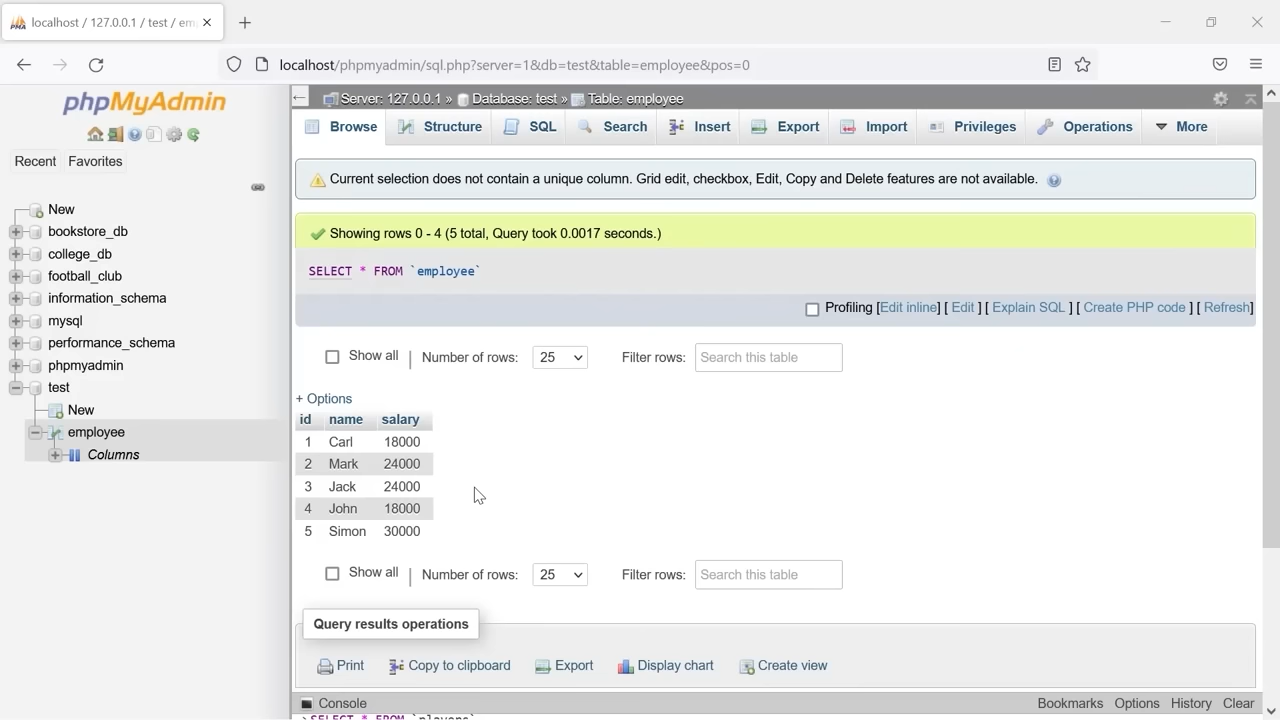 localhost / 127.0.0.1 / test / em
localhost/phpmyadmin/sql.php?server=1&db=test&table=employee&pos=0
phpMyAdmin
Recent Favorites
New
bookstore_db
college_db
football_club
information_schema
mysql
performance_schema
phpmyadmin
test
New
employee
Columns
Server: 127.0.0.1 » Database: test » Table: employee
Browse Structure SQL Search Insert Export Import Privileges Operations More
Current selection does not contain a unique column. Grid edit, checkbox, Edit, Copy and Delete features are not available.
Showing rows 0 - 4 (5 total, Query took 0.0017 seconds.)
SELECT * FROM `employee`
Profiling [Edit inline] [ Edit ] [ Explain SQL ] [ Create PHP code ] [ Refresh]
Show all | Number of rows: 25 Filter rows: Search this table
+ Options
id name salary
1 Carl 18000
2 Mark 24000
3 Jack 24000
4 John 18000
5 Simon 30000
Show all | Number of rows: 25 Filter rows: Search this table
Query results operations
Print Copy to clipboard Export Display chart Create view
Console Bookmarks Options History Clear
>SELECT * FROM `players`